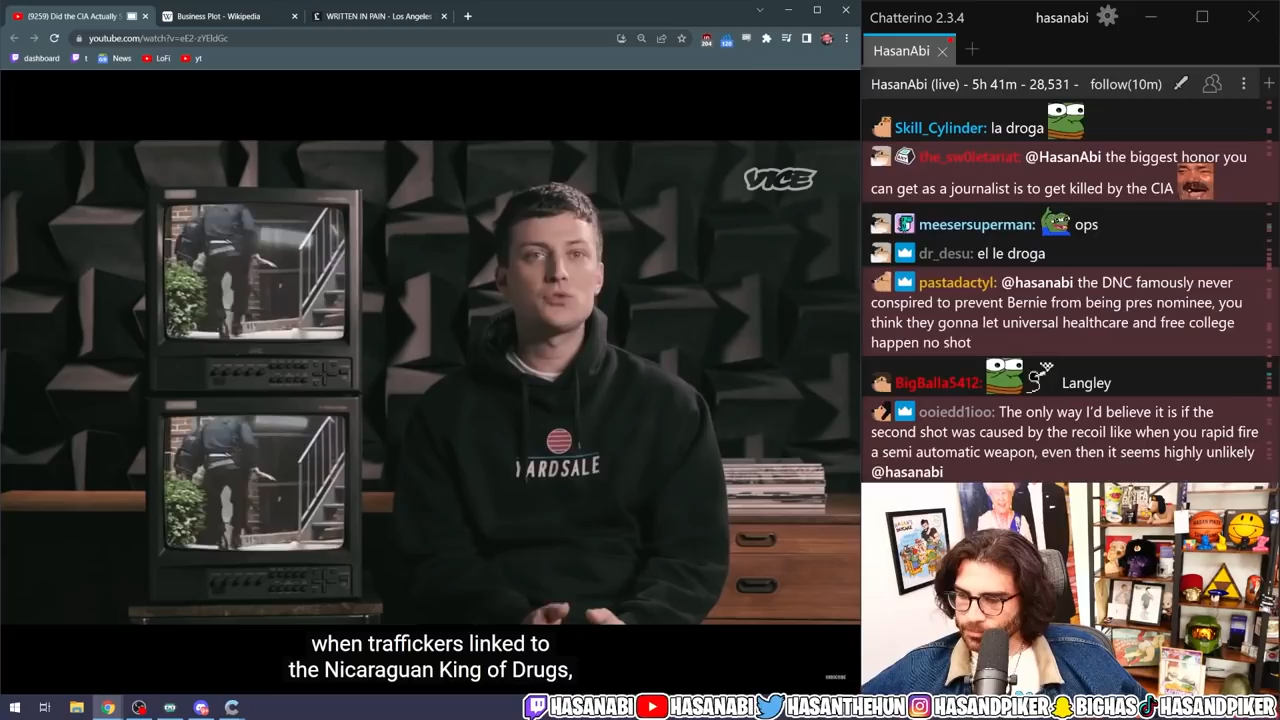 (9259) Did the CIA Actually S
Business Plot - Wikipedia
WRITTEN IN PAIN - Los Angeles
Chatterino 2.3.4
hasanabi
youtube.com/watch?v=eE2-zYEldGc
204
128
HasanAbi
dashboard
t
News
LoFi
yt
HasanAbi (live) - 5h 41m - 28,531 -
follow(10m)
Skill_Cylinder: la droga
the_sw0letariat: @HasanAbi the biggest honor you
can get as a journalist is to get killed by the CIA
VICE
meesersuperman: ops
dr_desu: el le droga
pastadactyl: @hasanabi the DNC famously never
conspired to prevent Bernie from being pres nominee, you
think they gonna let universal healthcare and free college
happen no shot
BigBalla5412: Langley
ooiedd1ioo: The only way I'd believe it is if the
second shot was caused by the recoil like when you rapid fire
a semi automatic weapon, even then it seems highly unlikely
@hasanabi
YARDSALE
when traffickers linked to
the Nicaraguan King of Drugs,
SUBSCRIBE
HASANABI
HASANABI
HASANTHEHUN
HASANDPIKER
BIGHAS
HASANDPIKER